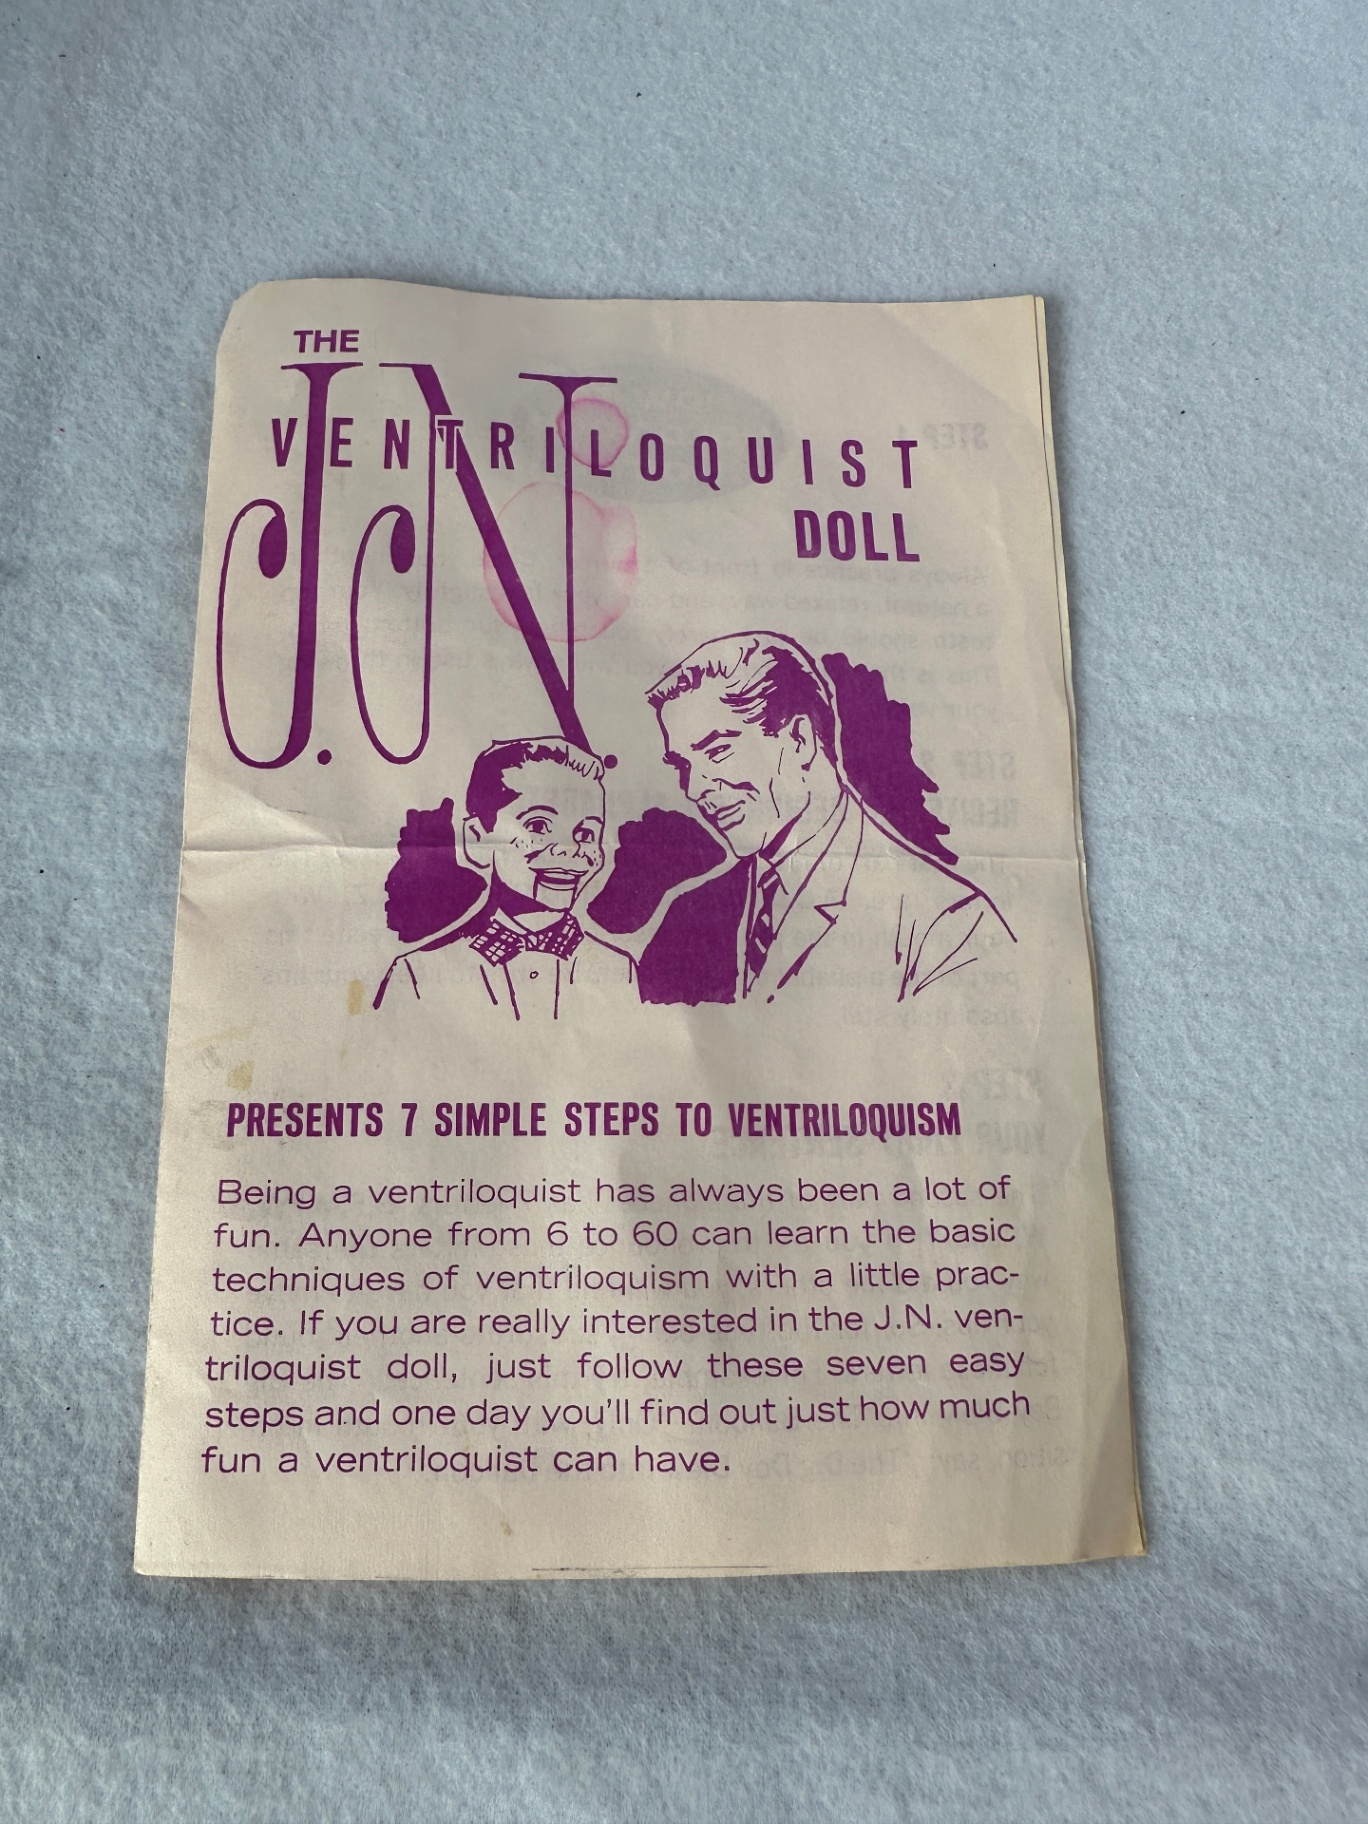 THE
J.N.
VENTRILOQUIST
DOLL
PRESENTS 7 SIMPLE STEPS TO VENTRILOQUISM
Being a ventriloquist has always been a lot of
fun. Anyone from 6 to 60 can learn the basic
techniques of ventriloquism with a little prac-
tice. If you are really interested in the J.N. ven-
triloquist doll, just follow these seven easy
steps and one day you'll find out just how much
fun a ventriloquist can have.